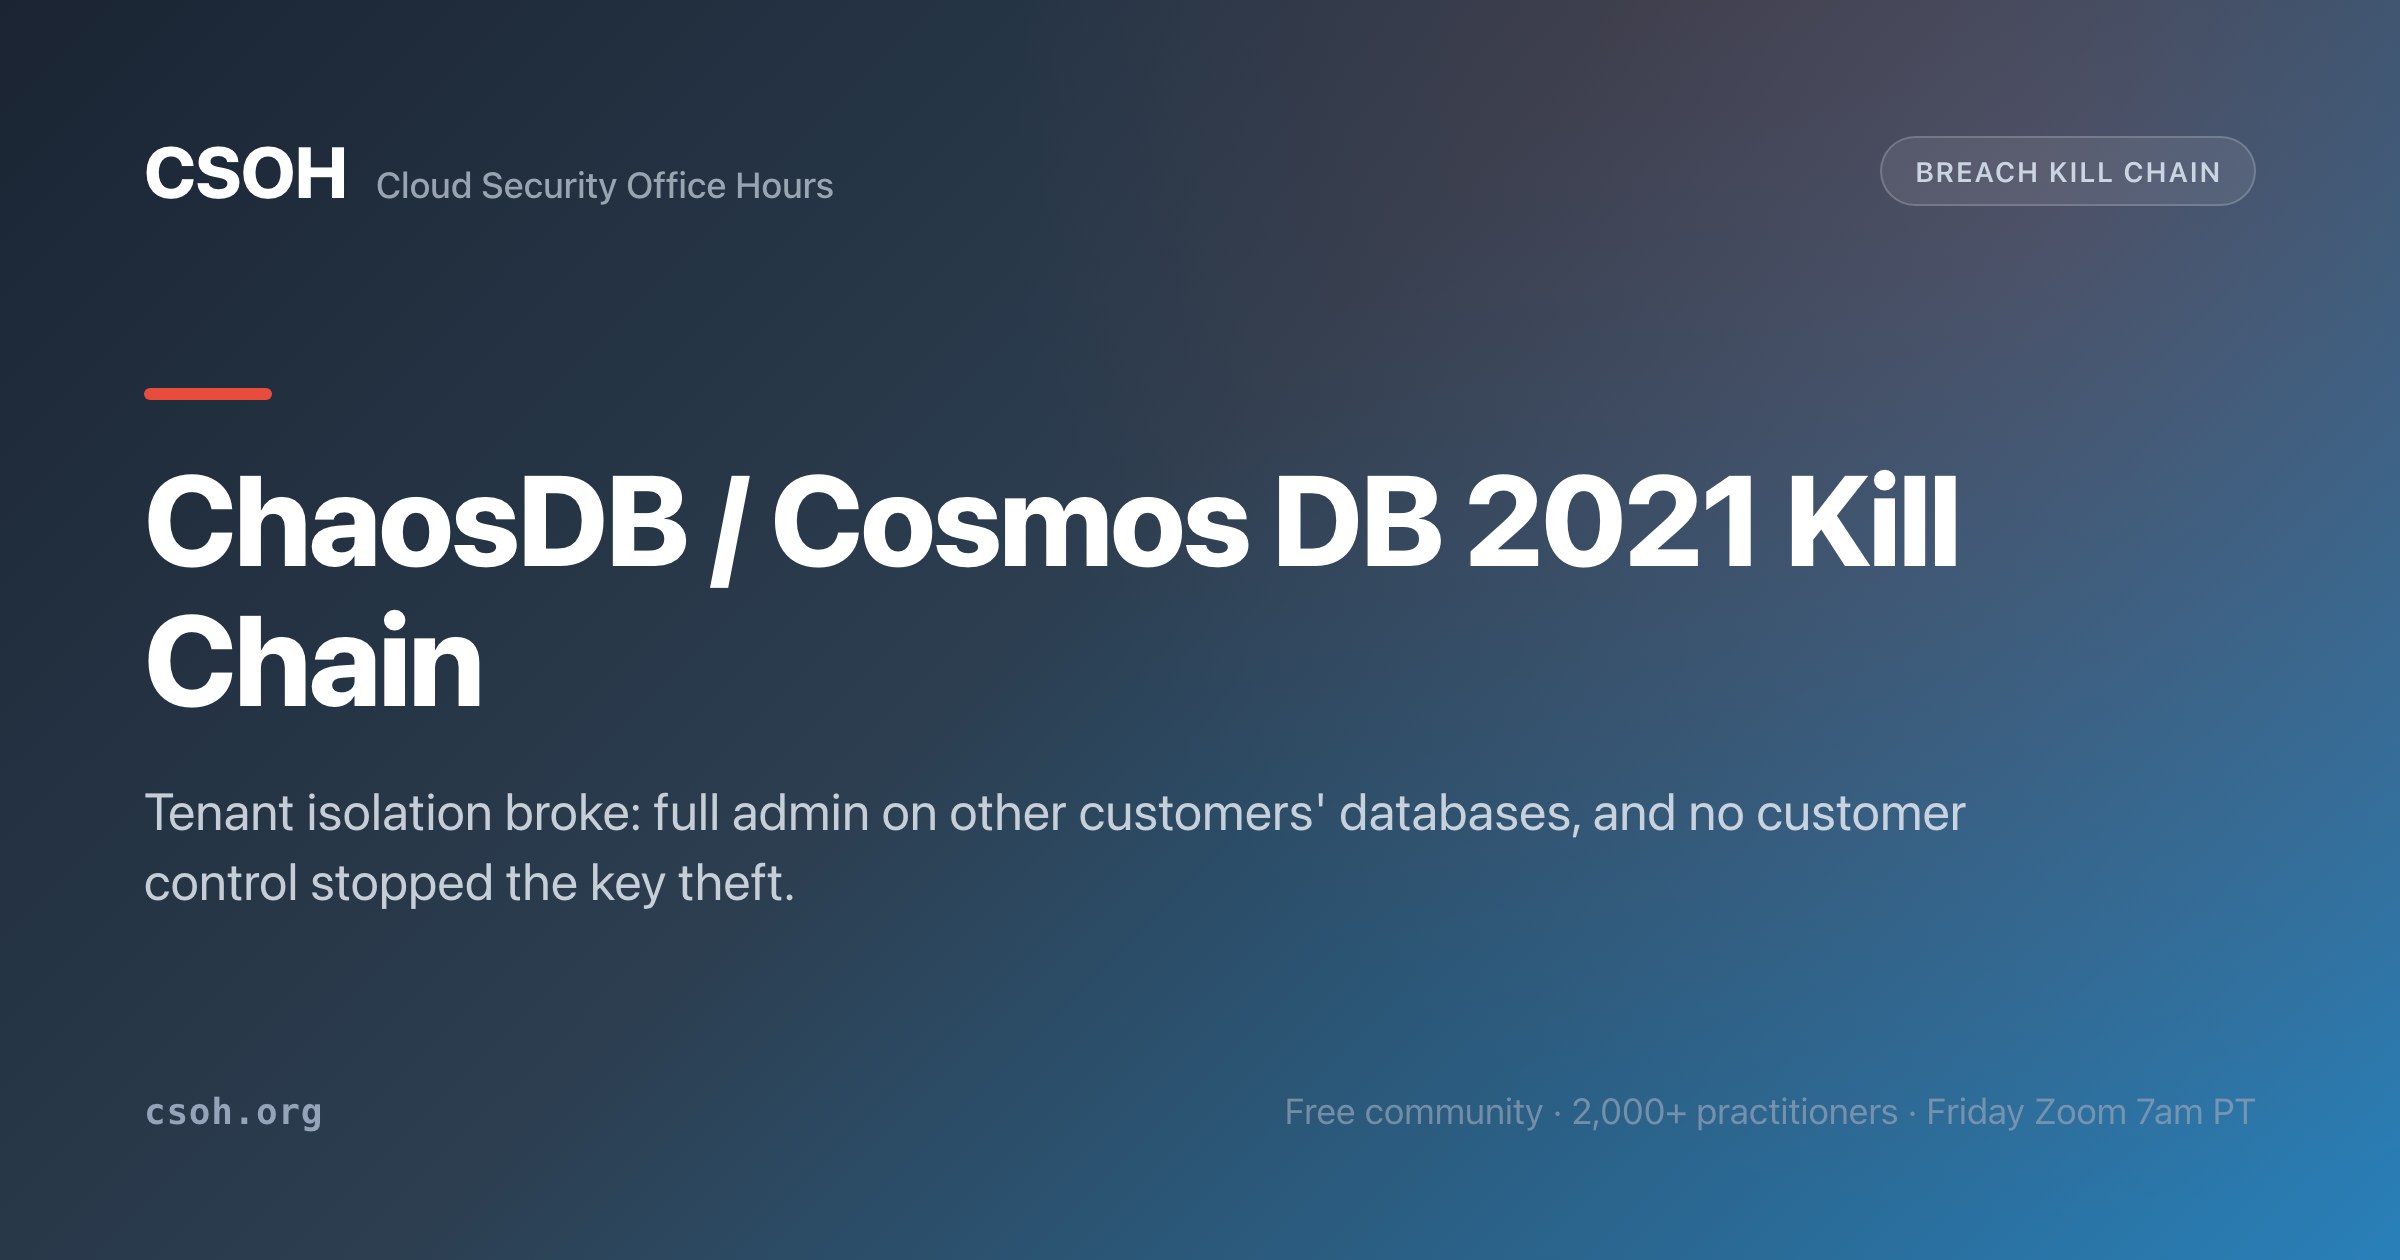 CSOH Cloud Security Office Hours
BREACH KILL CHAIN
ChaosDB / Cosmos DB 2021 Kill
Chain
Tenant isolation broke: full admin on other customers' databases, and no customer
control stopped the key theft.
csoh.org
Free community · 2,000+ practitioners · Friday Zoom 7am PT